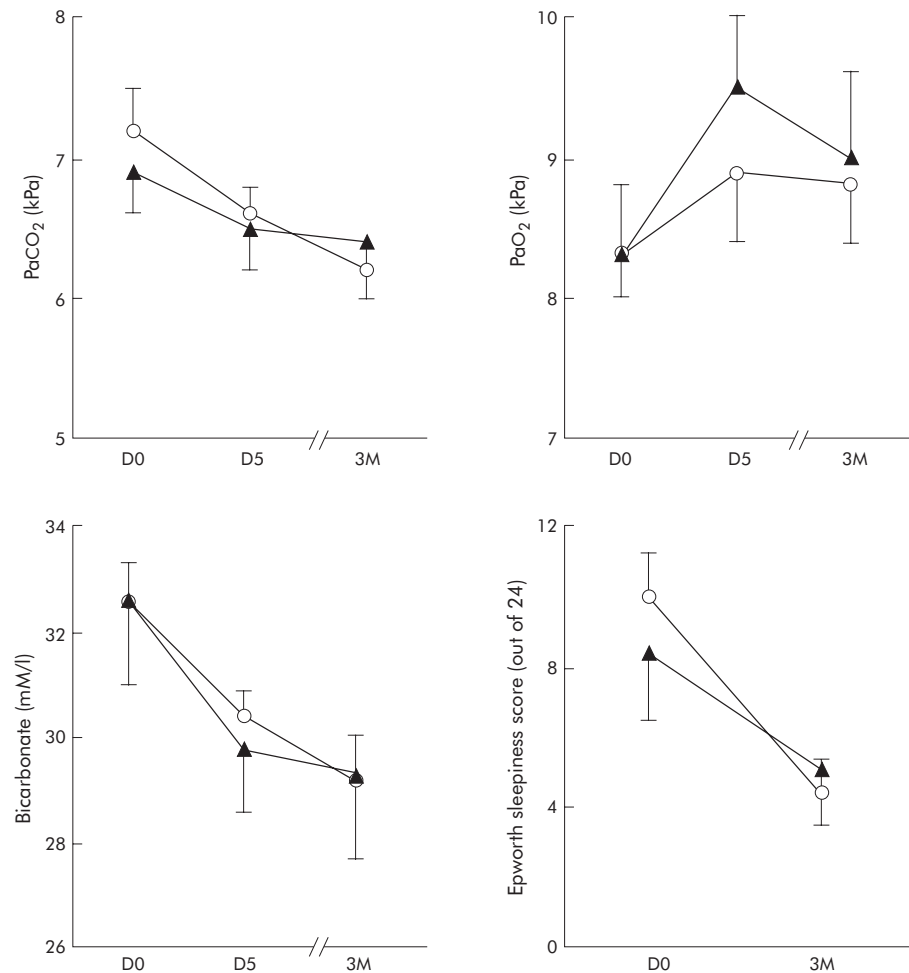 8
7
6
5
PaCO2 (kPa)
D0 D5 3M
10
9
8
7
PaO2 (kPa)
D0 D5 3M
34
32
30
28
26
Bicarbonate (mM/l)
D0 D5 3M
12
8
4
0
Epworth sleepiness score (out of 24)
D0 3M